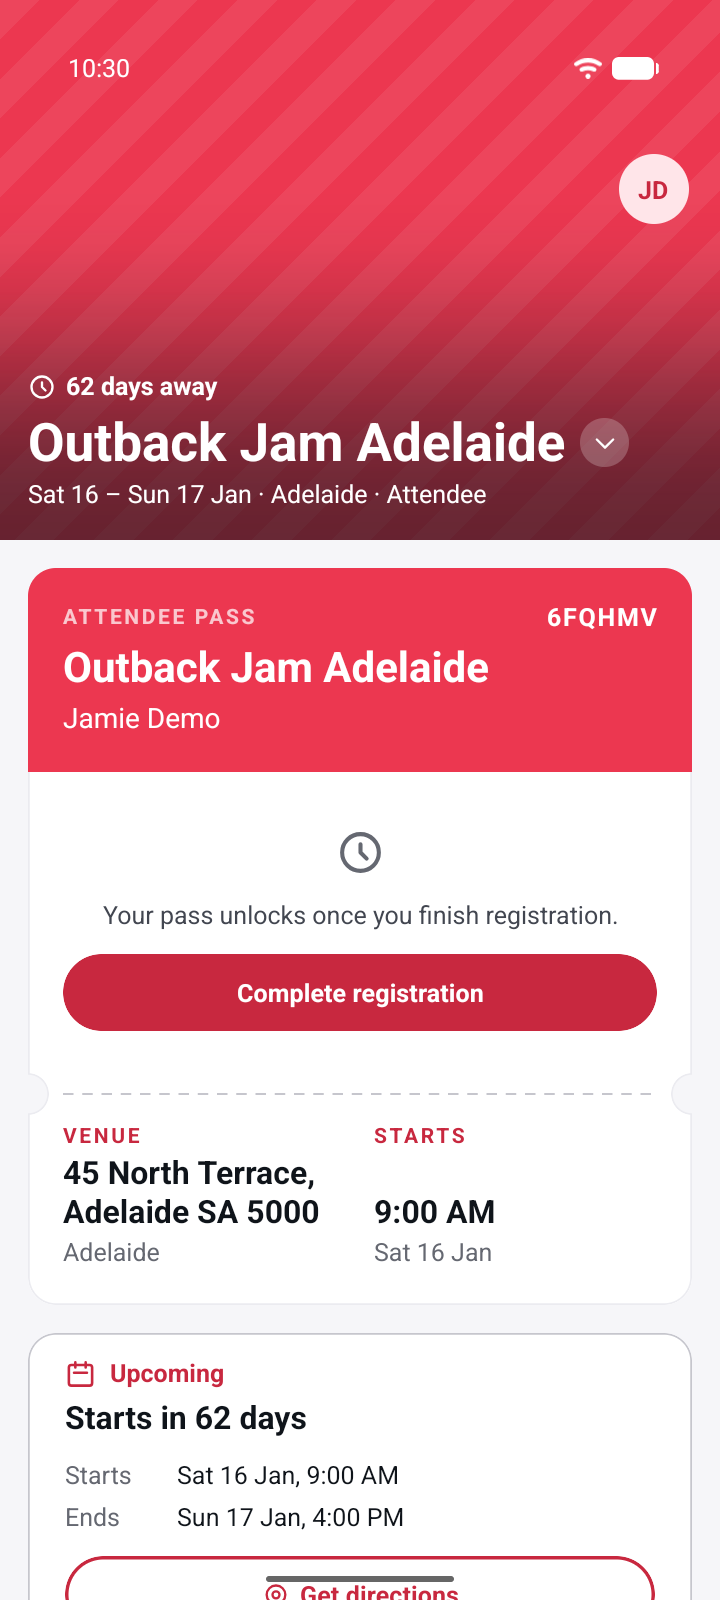 10:30
JD
62 days away
Outback Jam Adelaide
Sat 16 – Sun 17 Jan · Adelaide · Attendee
ATTENDEE PASS
6FQHMV
Outback Jam Adelaide
Jamie Demo
Your pass unlocks once you finish registration.
Complete registration
VENUE
45 North Terrace,
Adelaide SA 5000
Adelaide
STARTS
9:00 AM
Sat 16 Jan
Upcoming
Starts in 62 days
Starts Sat 16 Jan, 9:00 AM
Ends Sun 17 Jan, 4:00 PM
Get directions